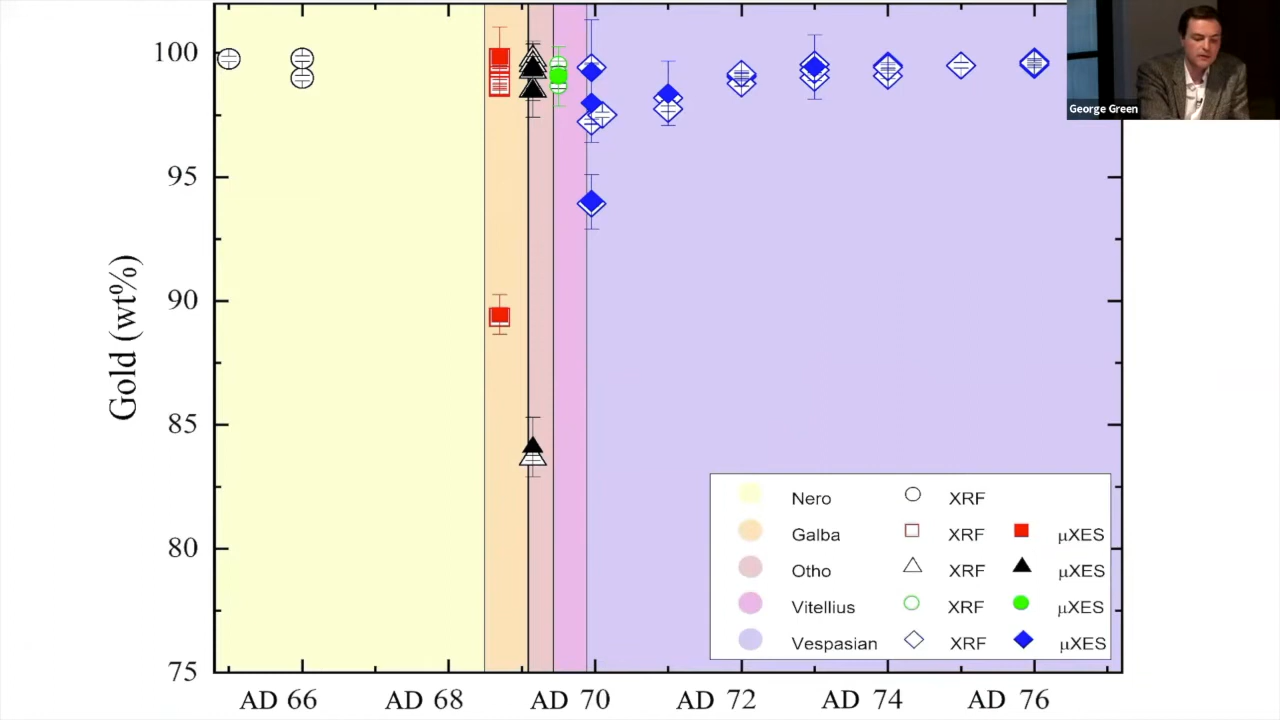 George Green
Gold (wt%)
100
95
90
85
80
75
AD 66
AD 68
AD 70
AD 72
AD 74
AD 76
Nero XRF
Galba XRF μXES
Otho XRF μXES
Vitellius XRF μXES
Vespasian XRF μXES